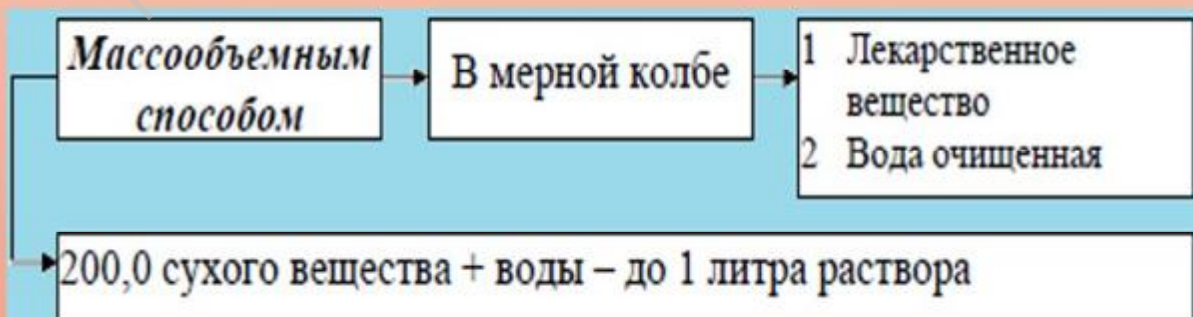 Массообъемным
способом
В мерной колбе
1 Лекарственное
вещество
2 Вода очищенная
200,0 сухого вещества + воды – до 1 литра раствора